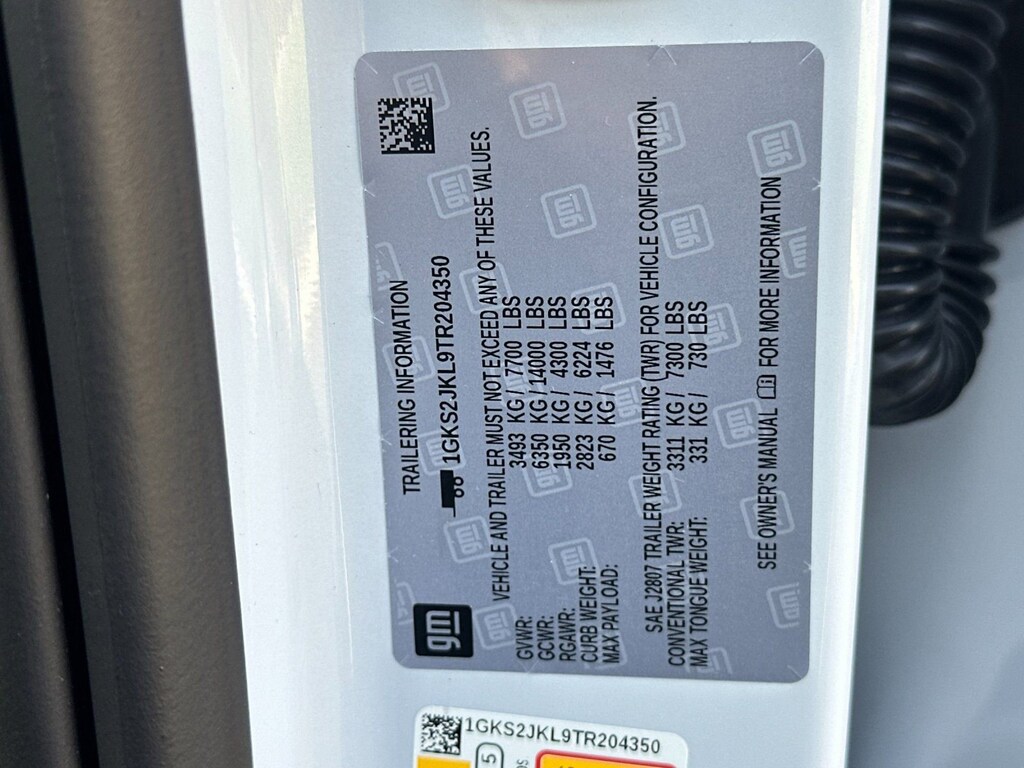 gm
TRAILERING INFORMATION
1GKS2JKL9TR204350
VEHICLE AND TRAILER MUST NOT EXCEED ANY OF THESE VALUES.
GVWR: 3493 KG / 7700 LBS
GCWR: 6350 KG / 14000 LBS
RGAWR: 1950 KG / 4300 LBS
CURB WEIGHT: 2823 KG / 6224 LBS
MAX PAYLOAD: 670 KG / 1476 LBS
SAE J2807 TRAILER WEIGHT RATING (TWR) FOR VEHICLE CONFIGURATION.
CONVENTIONAL TWR: 3311 KG / 7300 LBS
MAX TONGUE WEIGHT: 331 KG / 730 LBS
SEE OWNER'S MANUAL FOR MORE INFORMATION
1GKS2JKL9TR204350
5